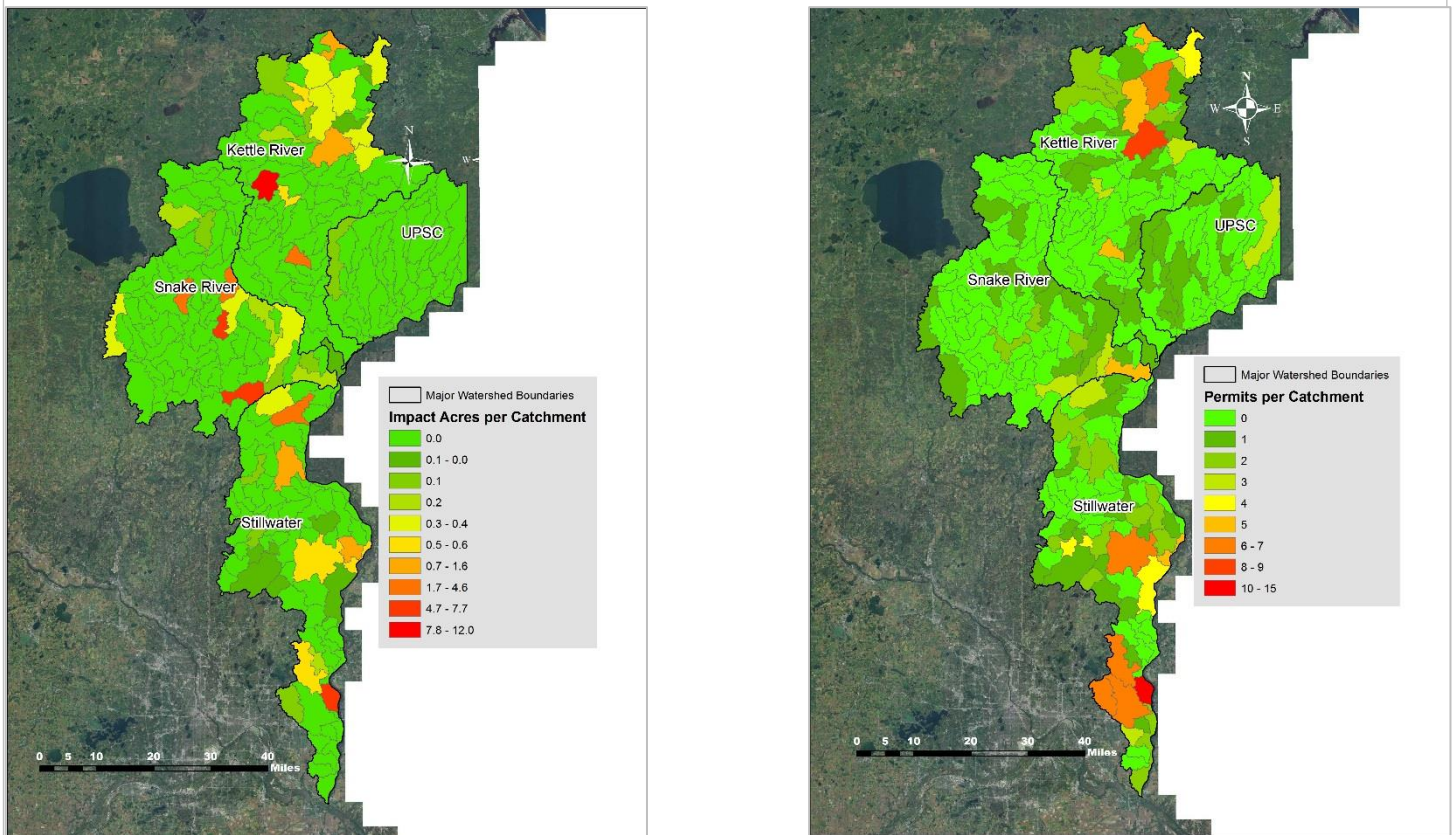 Kettle River
N
W
UPSC
Snake River
Major Watershed Boundaries
Impact Acres per Catchment
0.0
0.1 - 0.0
0.1
0.2
0.3 - 0.4
0.5 - 0.6
0.7 - 1.6
1.7 - 4.6
4.7 - 7.7
7.8 - 12.0
Stillwater
0 5 10 20 30 40
Miles
N
W E
S
Kettle River
UPSC
Snake River
Major Watershed Boundaries
Permits per Catchment
0
1
2
3
4
5
6 - 7
8 - 9
10 - 15
Stillwater
0 5 10 20 30 40
Miles